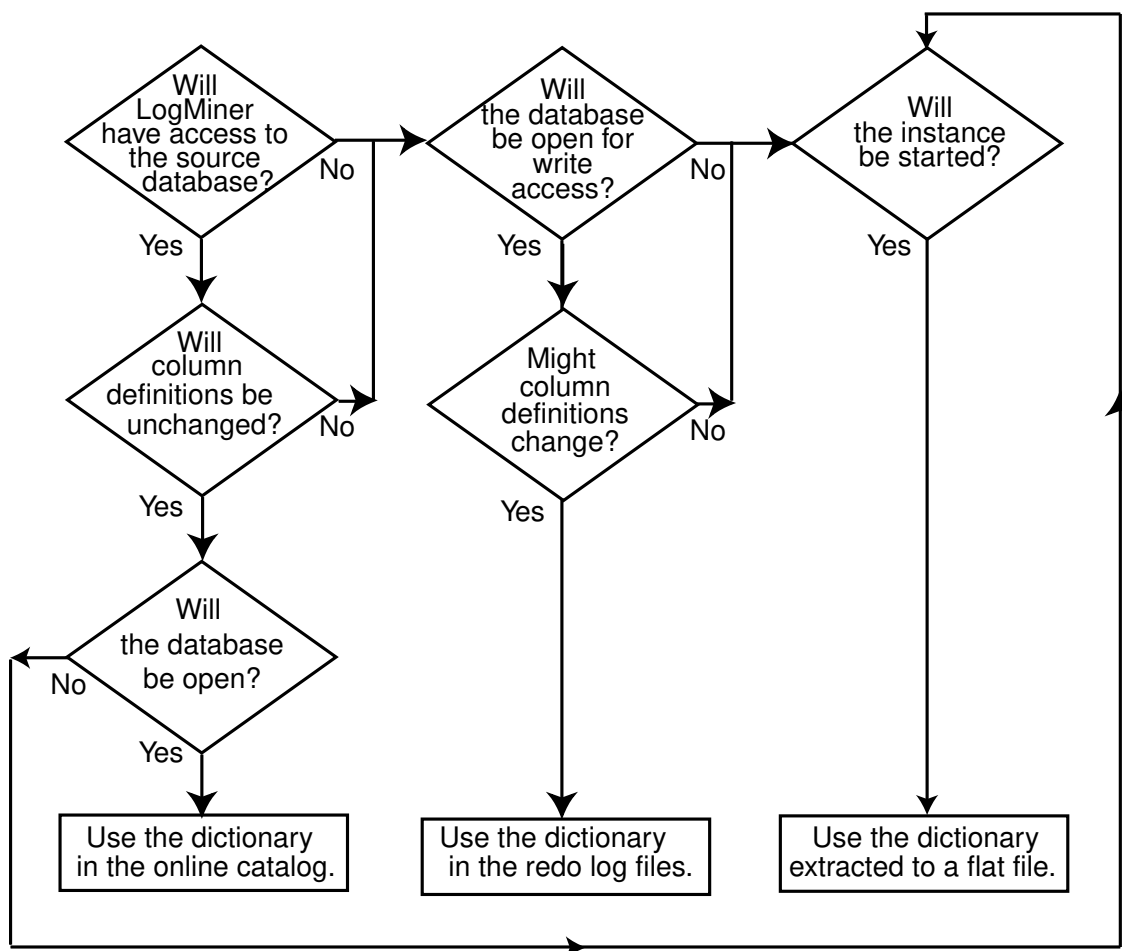 Will
LogMiner
have access to
the source
database?
No
Yes
Will
column
definitions be
unchanged?
No
Yes
Will
the database
be open?
No
Yes
Use the dictionary
in the online catalog.
Will
the database
be open for
write
access?
No
Yes
Might
column
definitions
change?
No
Yes
Use the dictionary
in the redo log files.
Will
the instance
be started?
Yes
Use the dictionary
extracted to a flat file.